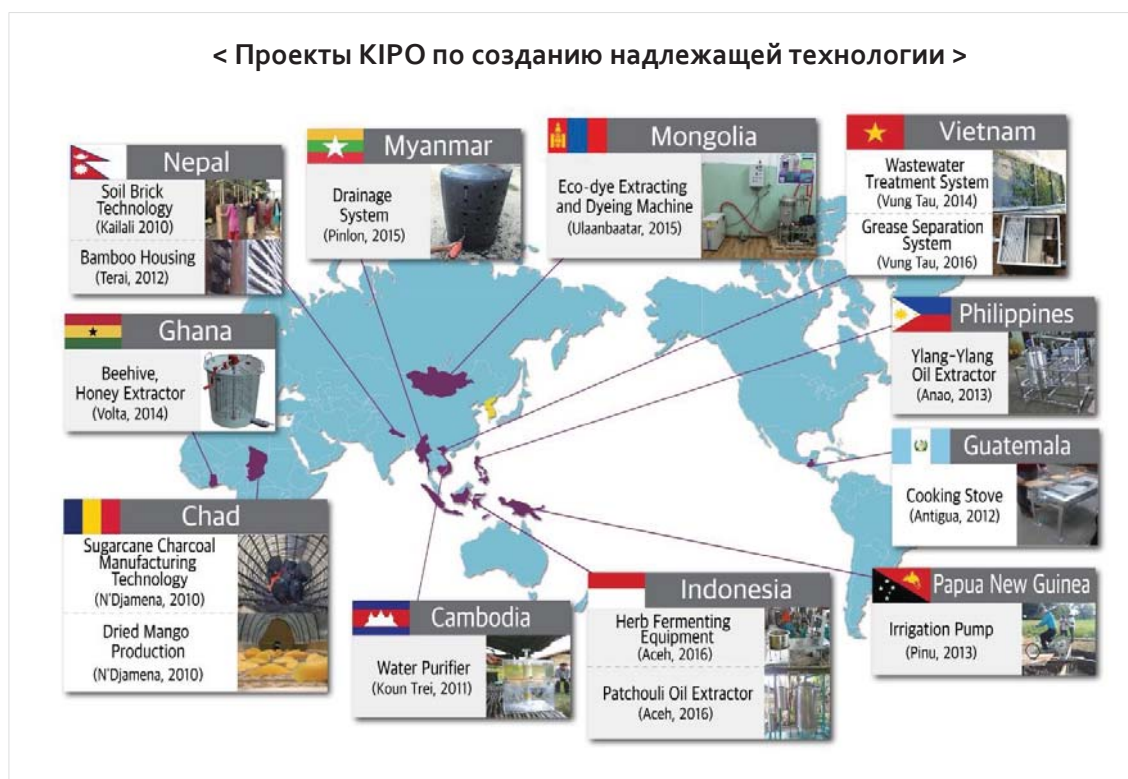 < Проекты KIPO по созданию надлежащей технологии >
Nepal
Soil Brick
Technology
(Kailali 2010)
Bamboo Housing
(Terai, 2012)
Myanmar
Drainage
System
(Pinlon, 2015)
Mongolia
Eco-dye Extracting
and Dyeing Machine
(Ulaanbaatar, 2015)
Vietnam
Wastewater
Treatment System
(Vung Tau, 2014)
Grease Separation
System
(Vung Tau, 2016)
Ghana
Beehive,
Honey Extractor
(Volta, 2014)
Philippines
Ylang-Ylang
Oil Extractor
(Anao, 2013)
Guatemala
Cooking Stove
(Antigua, 2012)
Chad
Sugarcane Charcoal
Manufacturing
Technology
(N'Djamena, 2010)
Dried Mango
Production
(N'Djamena, 2010)
Cambodia
Water Purifier
(Koun Trei, 2011)
Indonesia
Herb Fermenting
Equipment
(Aceh, 2016)
Patchouli Oil Extractor
(Aceh, 2016)
Papua New Guinea
Irrigation Pump
(Pinu, 2013)